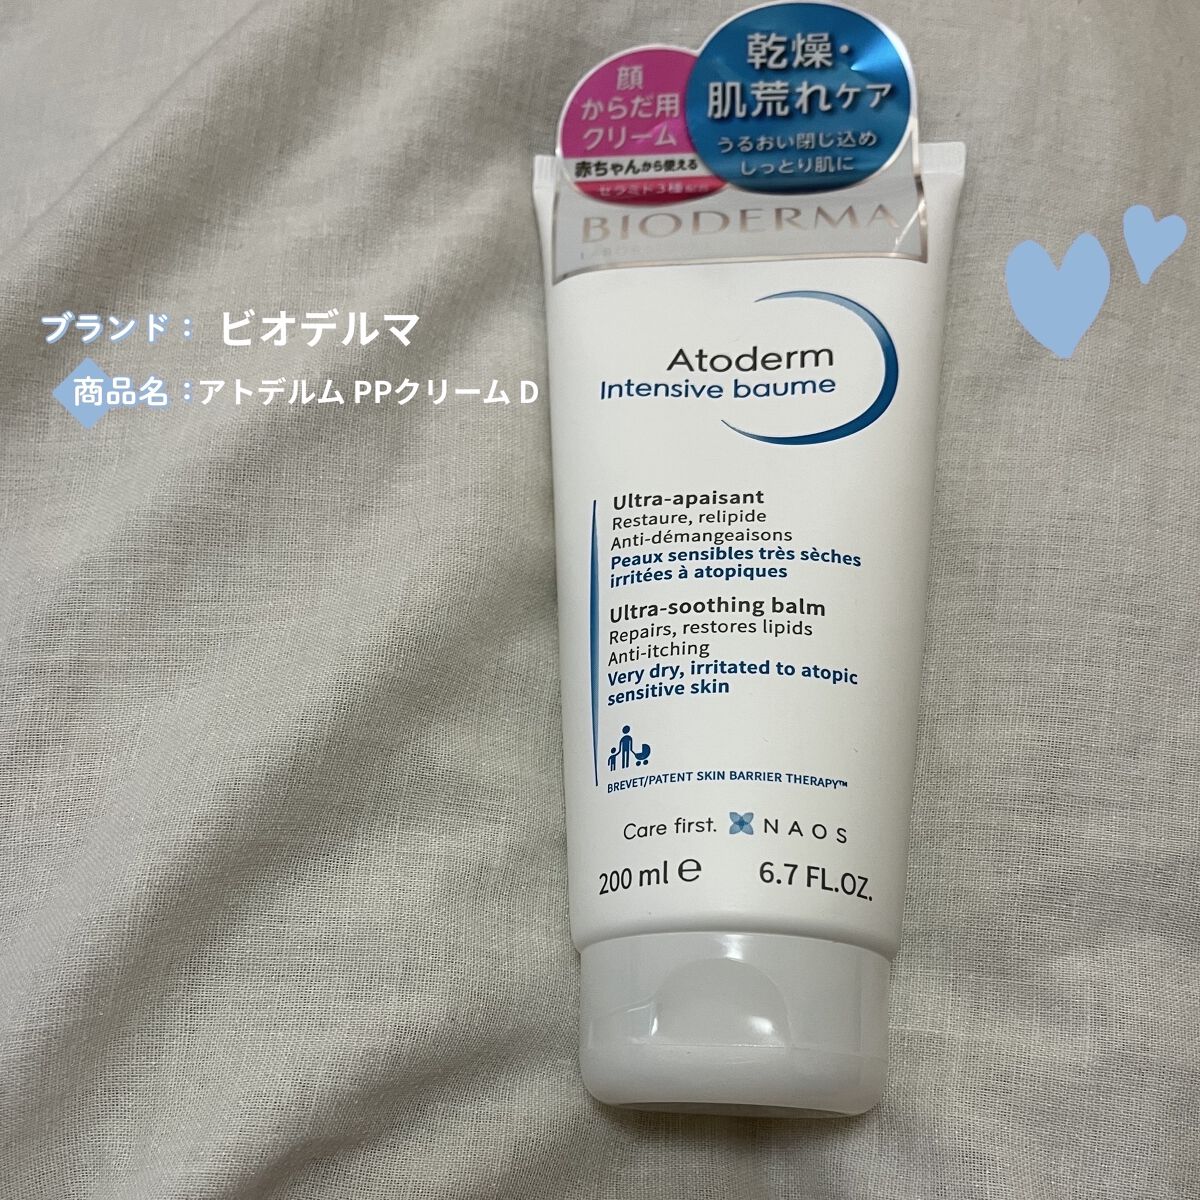 顔
からだ用
クリーム
赤ちゃんから使える
セラミド3種配合
乾燥・
肌荒れケア
うるおい閉じ込め
しっとり肌に
BIODERMA
ブランド： ビオデルマ
商品名：アトデルム PPクリーム D
Atoderm
Intensive baume
Ultra-apaisant
Restaure, relipide
Anti-démangeaisons
Peaux sensibles très sèches
irritées à atopiques
Ultra-soothing balm
Repairs, restores lipids
Anti-itching
Very dry, irritated to atopic
sensitive skin
BREVET/PATENT SKIN BARRIER THERAPY™
Care first. NAOS
200 ml ℮ 6.7 FL.OZ.